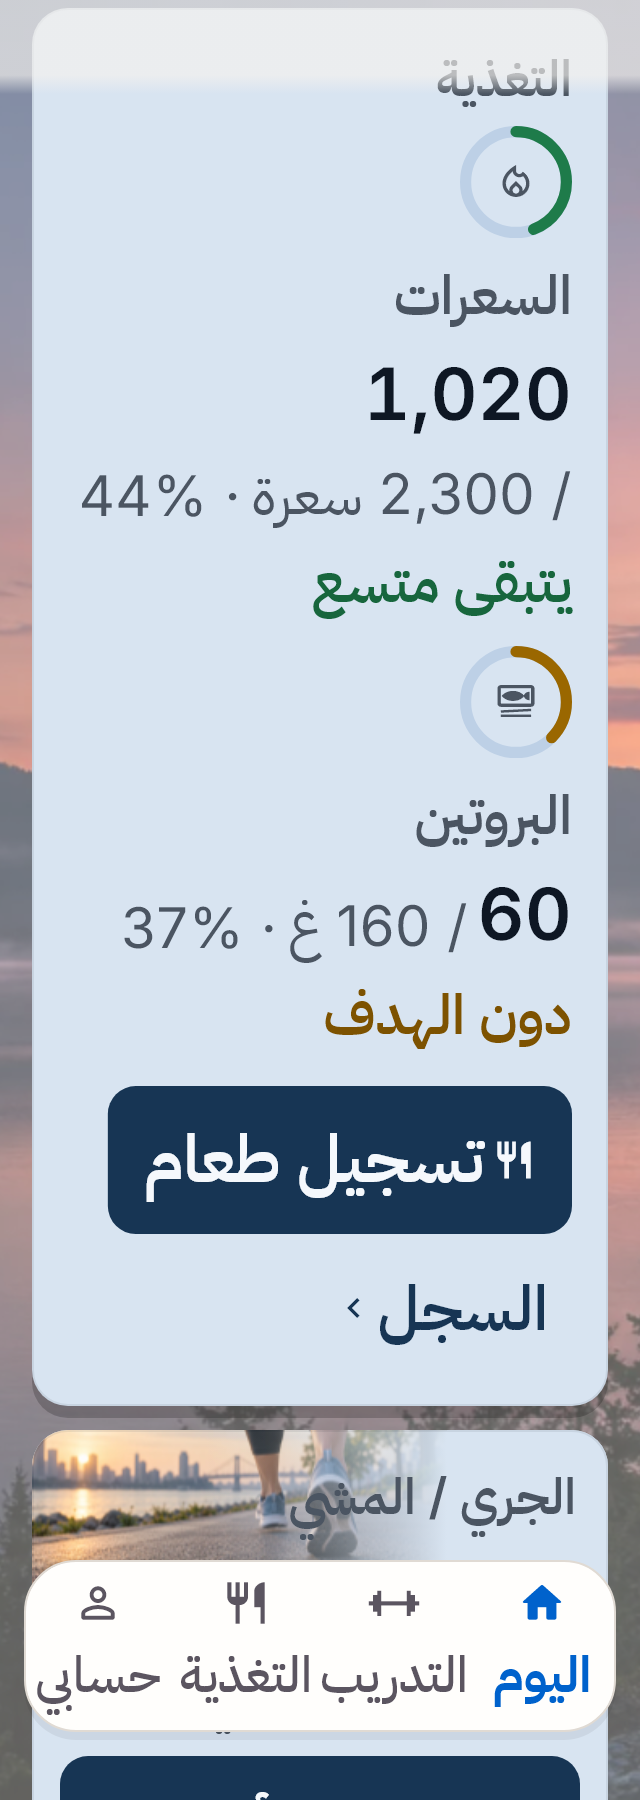 التغذية
السعرات
1,020
/ 2,300 سعرة · 44%
يتبقى متسع
البروتين
60 / 160 غ · 37%
دون الهدف
تسجيل طعام
السجل
الجري / المشي
اليوم
التدريب
التغذية
حسابي